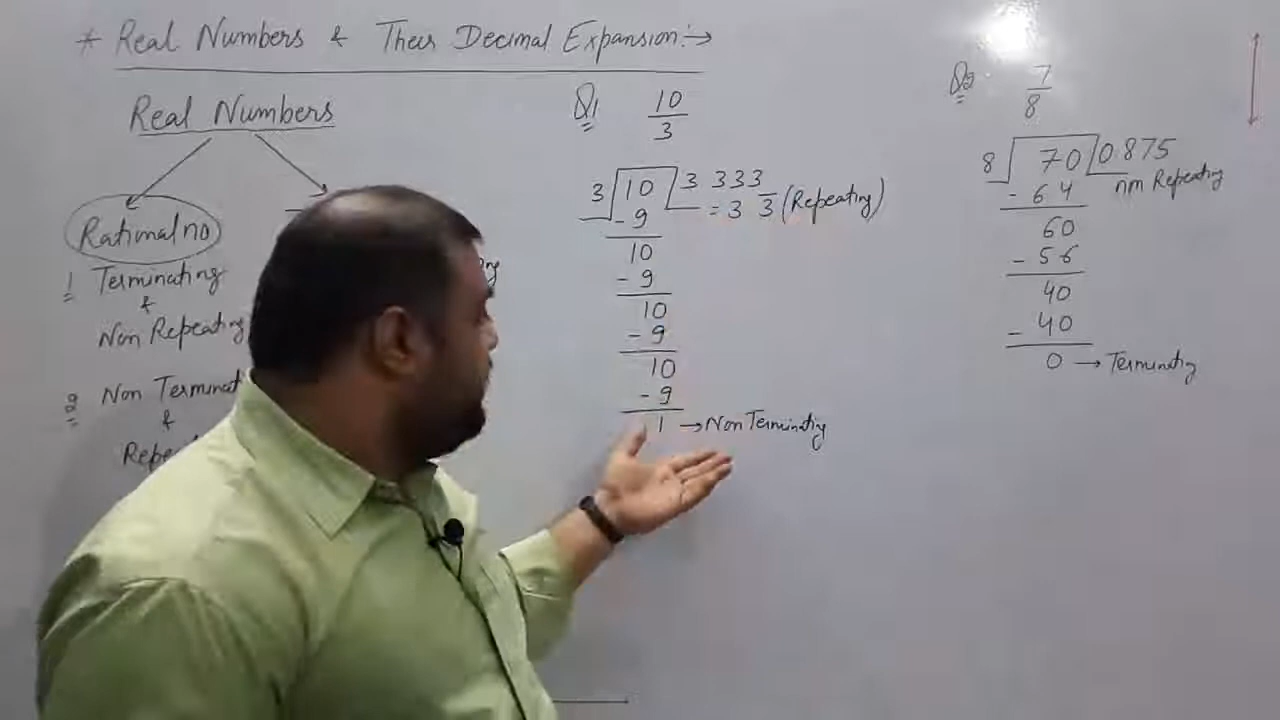 * Real Numbers & Their Decimal Expansion:→
Real Numbers
Rational no
1 Terminating
&
Non Repeating
2 Non Terminat
&
Repe
Q1 10/3
3 10 3 333
- 9 = 3 3 (Repeating)
10
- 9
10
- 9
10
- 9
1 → Non Terminating
Q2 7/8
8 70 0.875
- 64 nm Repeating
60
- 56
40
- 40
0 → Terminating